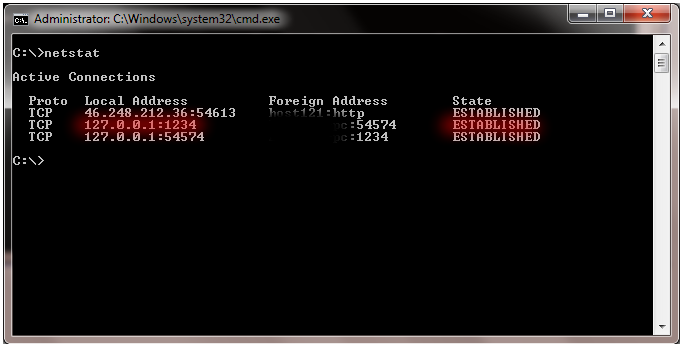 Administrator: C:\Windows\system32\cmd.exe
C:\>netstat
Active Connections
Proto  Local Address          Foreign Address        State
TCP    46.248.212.36:54613    host121:http           ESTABLISHED
TCP    127.0.0.1:1234         pc:54574               ESTABLISHED
TCP    127.0.0.1:54574        pc:1234                ESTABLISHED
C:\>